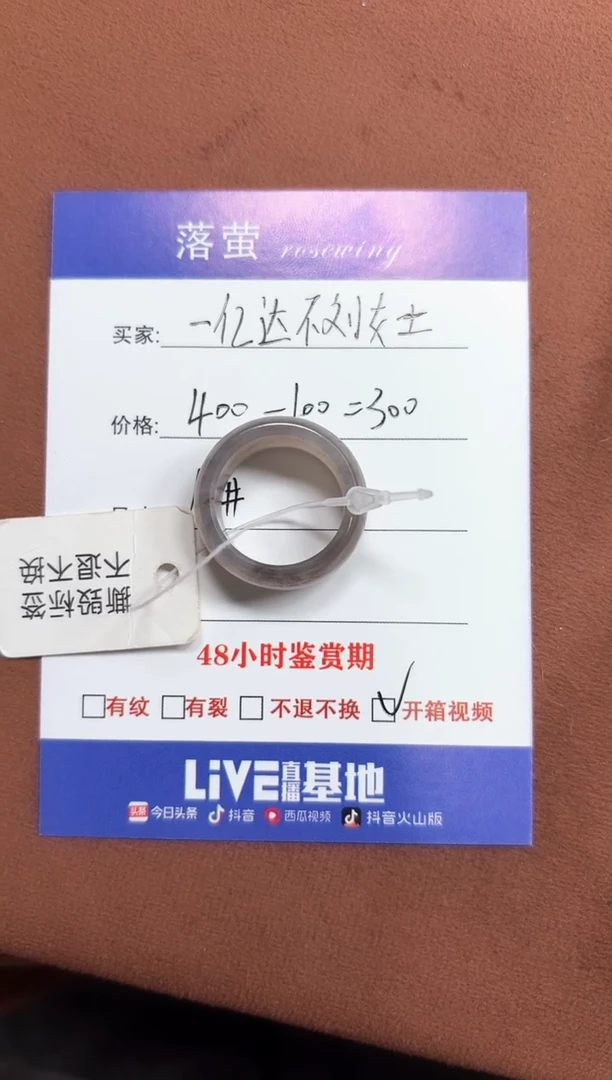 落萤 rosewiny
买家: 一亿达不刘女士
价格: 400-100=300
#
撕毁标签
不退不换
48小时鉴赏期
□有纹 □有裂 □不退不换 ☑开箱视频
LiVE直播基地
头条 今日头条 抖音 西瓜视频 抖音火山版